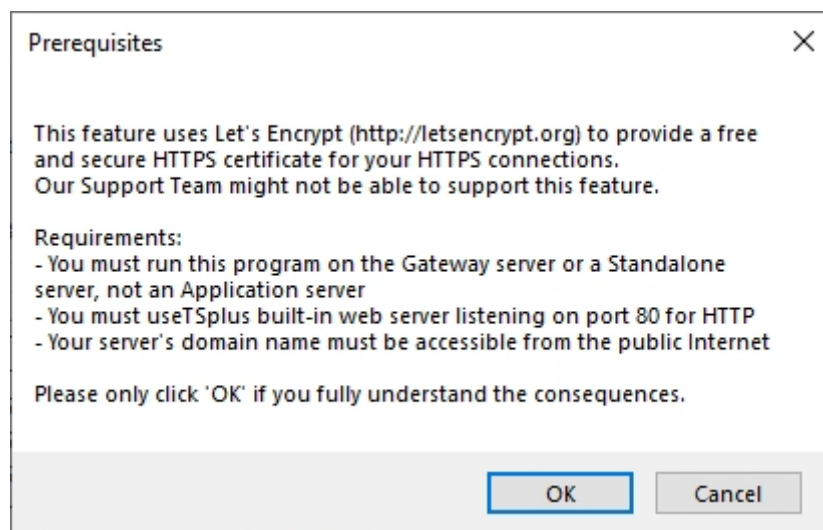 Prerequisites
This feature uses Let's Encrypt (http://letsencrypt.org) to provide a free
and secure HTTPS certificate for your HTTPS connections.
Our Support Team might not be able to support this feature.
Requirements:
- You must run this program on the Gateway server or a Standalone
server, not an Application server
- You must useTSplus built-in web server listening on port 80 for HTTP
- Your server's domain name must be accessible from the public Internet
Please only click 'OK' if you fully understand the consequences.
OK
Cancel